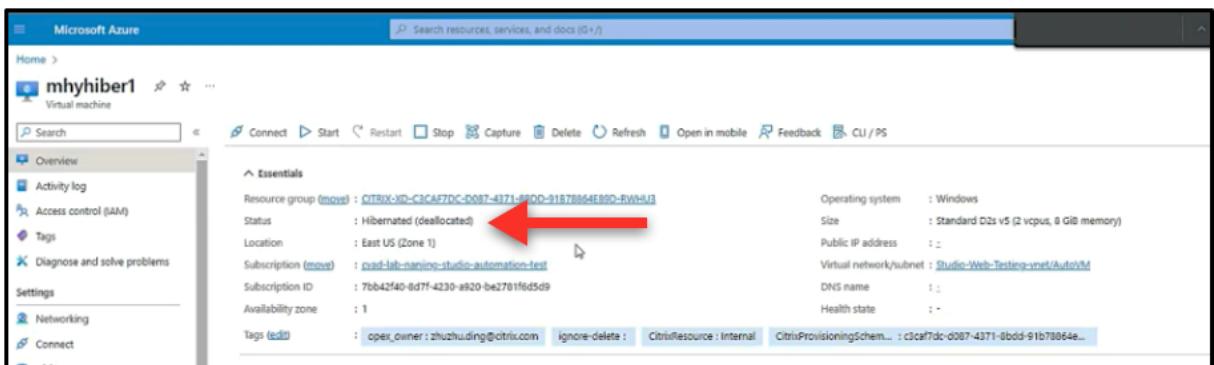 Microsoft Azure
Search resources, services, and docs (G+/)
Home >
mhyhiber1
Virtual machine
Search
Connect Start Restart Stop Capture Delete Refresh Open in mobile Feedback CLI / PS
Overview
Activity log
Access control (IAM)
Tags
Diagnose and solve problems
Settings
Networking
Connect
Essentials
Resource group (move) : CITRIX-XD-C3CAF7DC-D087-4371-8BDD-91B78864E89D-RWHU3
Status : Hibernated (deallocated)
Location : East US (Zone 1)
Subscription (move) : cvad-lab-nanjing-studio-automation-test
Subscription ID : 7bb42f40-8d7f-4230-a920-be2781f6d5d9
Availability zone : 1
Operating system : Windows
Size : Standard D2s v5 (2 vcpus, 8 GiB memory)
Public IP address : -
Virtual network/subnet : Studio-Web-Testing-vnet/AutoVM
DNS name : -
Health state : -
Tags (edit) : opex_owner : zhuzhu.ding@citrix.com ignore-delete : CitrixResource : Internal CitrixProvisioningSchem... : c3caf7dc-d087-4371-8bdd-91b78864e...